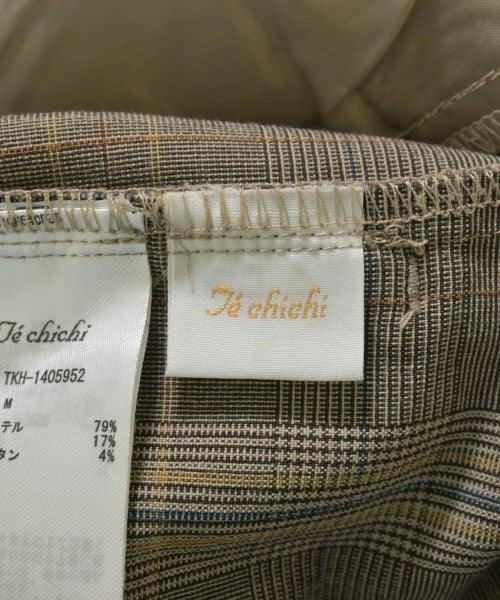 Té chichi
Té chichi
TKH-1405952
M
テル 79%
17%
タン 4%